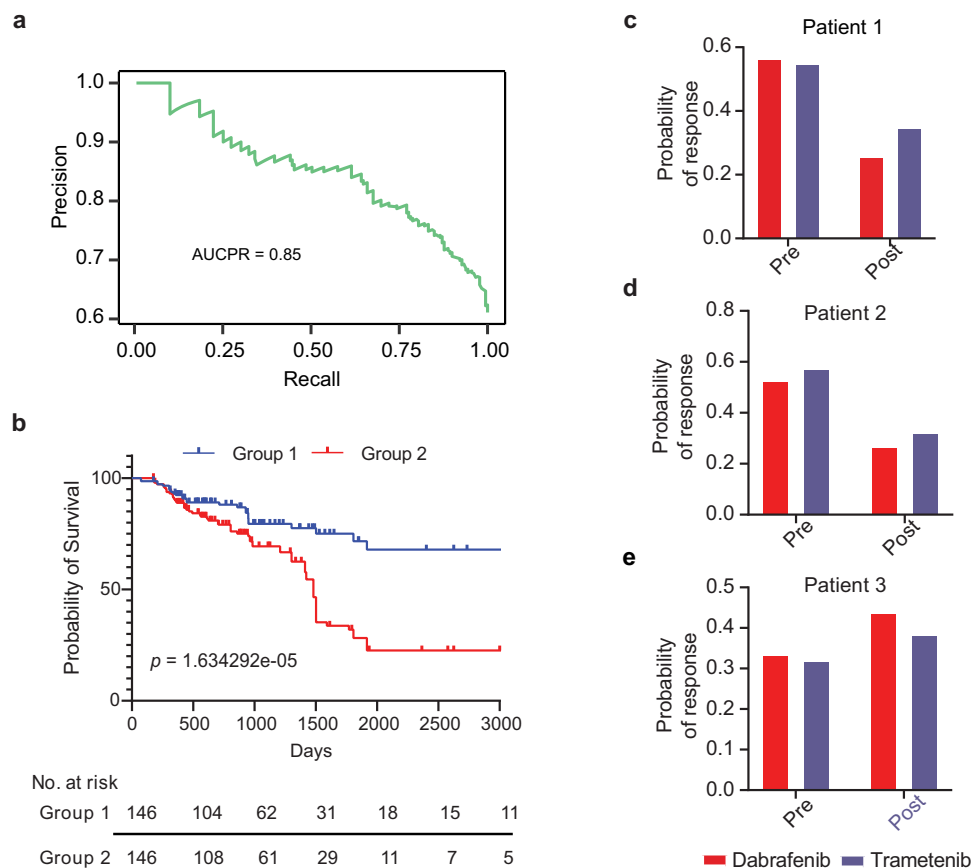 a
1.0
0.9
0.8
0.7
0.6
Precision
AUCPR = 0.85
0.00 0.25 0.50 0.75 1.00
Recall
b
Group 1 Group 2
100
50
0
Probability of Survival
p = 1.634292e-05
0 500 1000 1500 2000 2500 3000
Days
No. at risk
Group 1 146 104 62 31 18 15 11
Group 2 146 108 61 29 11 7 5
c
Patient 1
0.6
0.4
0.2
0.0
Probability
of response
Pre Post
d
Patient 2
0.8
0.6
0.4
0.2
0.0
Probability
of response
Pre Post
e
Patient 3
0.5
0.4
0.3
0.2
0.1
0.0
Probability
of response
Pre Post
Dabrafenib Trametenib